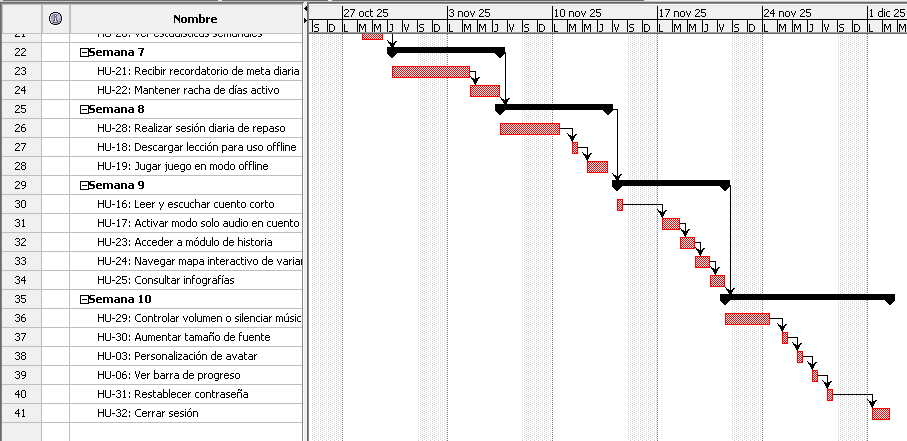 Nombre
27 oct 25 3 nov 25 10 nov 25 17 nov 25 24 nov 25 1 dic 25
S D L M M J V S D L M M J V S D L M M J V S D L M M J V S D L M M J V S D L M M
21 HU-20: Ver estadísticas semanales
22 Semana 7
23 HU-21: Recibir recordatorio de meta diaria
24 HU-22: Mantener racha de días activo
25 Semana 8
26 HU-28: Realizar sesión diaria de repaso
27 HU-18: Descargar lección para uso offline
28 HU-19: Jugar juego en modo offline
29 Semana 9
30 HU-16: Leer y escuchar cuento corto
31 HU-17: Activar modo solo audio en cuento
32 HU-23: Acceder a módulo de historia
33 HU-24: Navegar mapa interactivo de varian
34 HU-25: Consultar infografías
35 Semana 10
36 HU-29: Controlar volumen o silenciar músic
37 HU-30: Aumentar tamaño de fuente
38 HU-03: Personalización de avatar
39 HU-06: Ver barra de progreso
40 HU-31: Restablecer contraseña
41 HU-32: Cerrar sesión